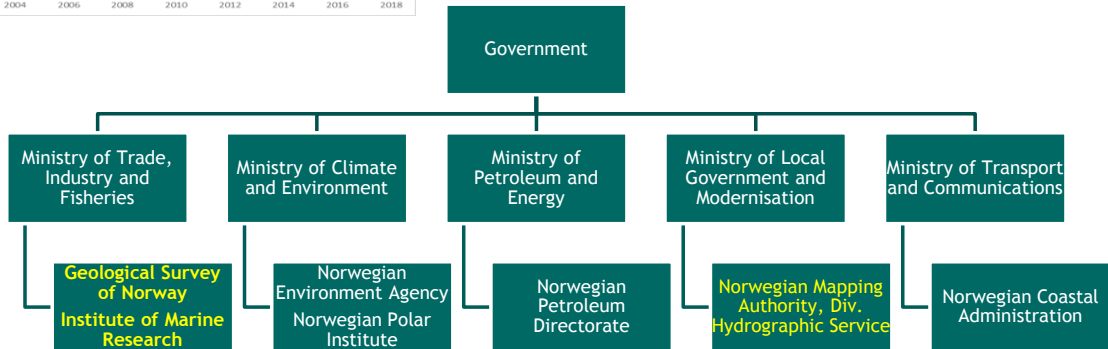 2004 2006 2008 2010 2012 2014 2016 2018
Government
Ministry of Trade,
Industry and
Fisheries
Ministry of Climate
and Environment
Ministry of
Petroleum and
Energy
Ministry of Local
Government and
Modernisation
Ministry of Transport
and Communications
Geological Survey
of Norway
Institute of Marine
Research
Norwegian
Environment Agency
Norwegian Polar
Institute
Norwegian
Petroleum
Directorate
Norwegian Mapping
Authority, Div.
Hydrographic Service
Norwegian Coastal
Administration